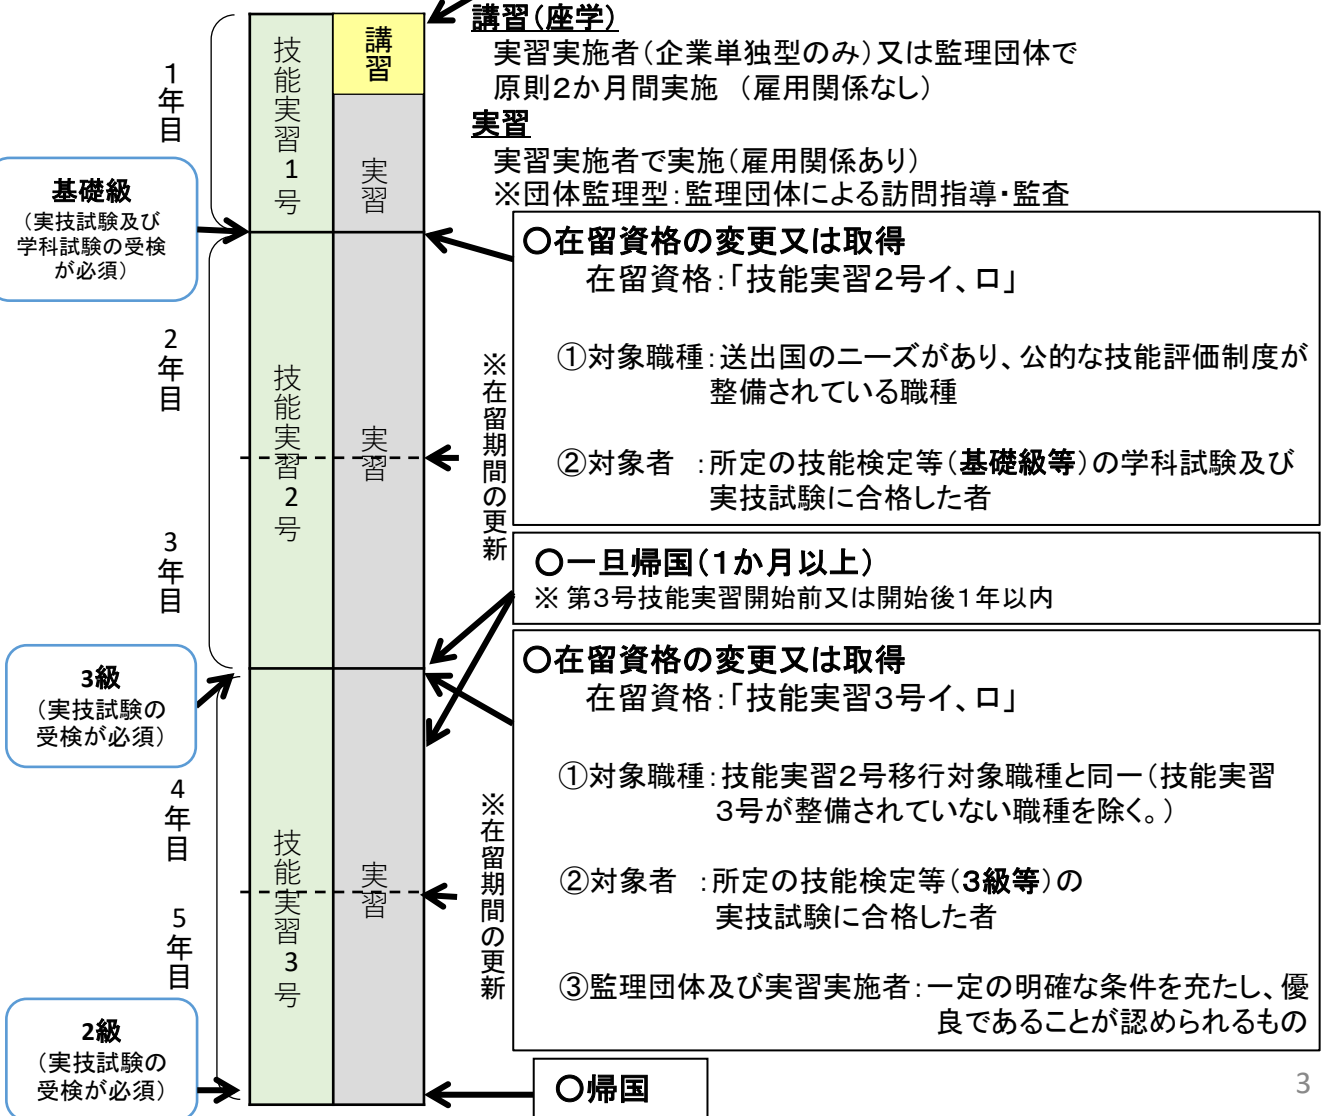 講習(座学)
実習実施者(企業単独型のみ)又は監理団体で
原則2か月間実施 (雇用関係なし)
実習
実習実施者で実施(雇用関係あり)
※団体監理型:監理団体による訪問指導・監査
1年目
2年目
3年目
4年目
5年目
基礎級
(実技試験及び
学科試験の受検
が必須)
3級
(実技試験の
受検が必須)
2級
(実技試験の
受検が必須)
技能実習1号
講習
実習
技能実習2号
実習
技能実習3号
実習
※在留期間の更新
※在留期間の更新
〇在留資格の変更又は取得
在留資格:「技能実習2号イ、ロ」
①対象職種:送出国のニーズがあり、公的な技能評価制度が
整備されている職種
②対象者 :所定の技能検定等(基礎級等)の学科試験及び
実技試験に合格した者
〇一旦帰国(1か月以上)
※ 第3号技能実習開始前又は開始後1年以内
〇在留資格の変更又は取得
在留資格:「技能実習3号イ、ロ」
①対象職種:技能実習2号移行対象職種と同一(技能実習
3号が整備されていない職種を除く。)
②対象者 :所定の技能検定等(3級等)の
実技試験に合格した者
③監理団体及び実習実施者:一定の明確な条件を充たし、優
良であることが認められるもの
〇帰国
3